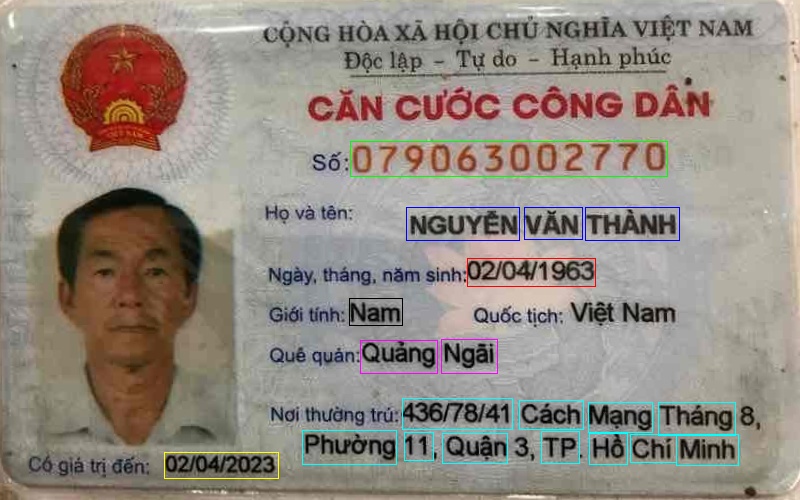 CỘNG HÒA XÃ HỘI CHỦ NGHĨA VIỆT NAM
Độc lập - Tự do - Hạnh phúc
CĂN CƯỚC CÔNG DÂN
Số: 079063002770
Họ và tên: NGUYỄN VĂN THÀNH
Ngày, tháng, năm sinh: 02/04/1963
Giới tính: Nam Quốc tịch: Việt Nam
Quê quán: Quảng Ngãi
Nơi thường trú: 436/78/41 Cách Mạng Tháng 8,
Phường 11, Quận 3, TP. Hồ Chí Minh
Có giá trị đến: 02/04/2023